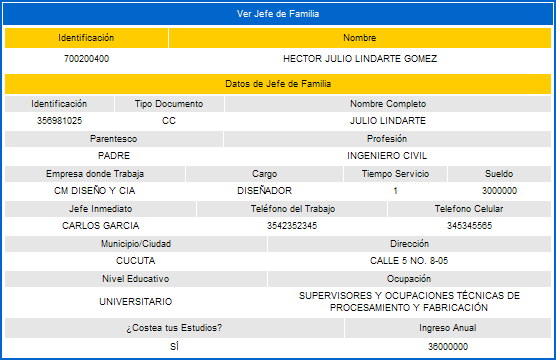 Ver Jefe de Familia
Identificación Nombre
700200400 HECTOR JULIO LINDARTE GOMEZ
Datos de Jefe de Familia
Identificación Tipo Documento Nombre Completo
356981025 CC JULIO LINDARTE
Parentesco Profesión
PADRE INGENIERO CIVIL
Empresa donde Trabaja Cargo Tiempo Servicio Sueldo
CM DISEÑO Y CIA DISEÑADOR 1 3000000
Jefe Inmediato Teléfono del Trabajo Telefono Celular
CARLOS GARCIA 3542352345 345345565
Municipio/Ciudad Dirección
CUCUTA CALLE 5 NO. 8-05
Nivel Educativo Ocupación
UNIVERSITARIO SUPERVISORES Y OCUPACIONES TÉCNICAS DE
PROCESAMIENTO Y FABRICACIÓN
¿Costea tus Estudios? Ingreso Anual
SÍ 36000000